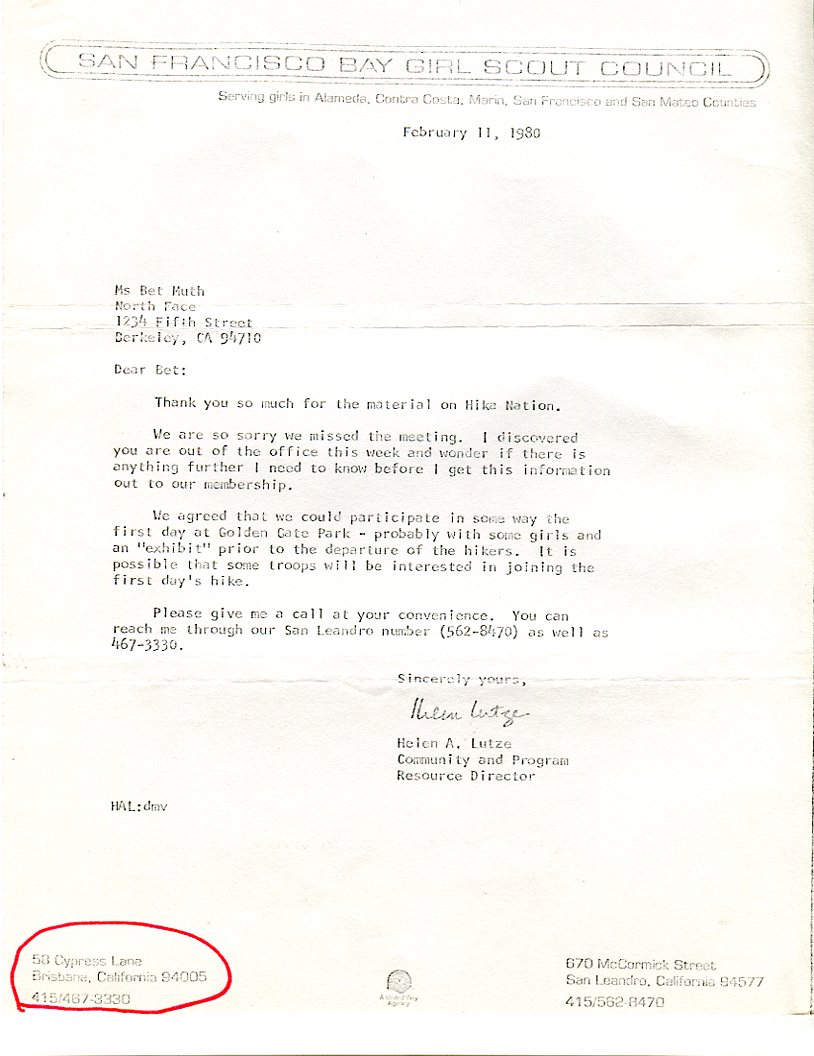 SAN FRANCISCO BAY GIRL SCOUT COUNCIL
Serving girls in Alameda, Contra Costa, Marin, San Francisco and San Mateo Counties
February 11, 1980
Ms Bet Muth
North Face
1234 Fifth Street
Berkeley, CA 94710
Dear Bet:
Thank you so much for the material on Hike Nation.
We are so sorry we missed the meeting. I discovered
you are out of the office this week and wonder if there is
anything further I need to know before I get this information
out to our membership.
We agreed that we could participate in some way the
first day at Golden Gate Park - probably with some girls and
an "exhibit" prior to the departure of the hikers. It is
possible that some troops will be interested in joining the
first day's hike.
Please give me a call at your convenience. You can
reach me through our San Leandro number (562-8470) as well as
467-3330.
Sincerely yours,
Helen Lutze
Helen A. Lutze
Community and Program
Resource Director
HAL:dmv
50 Cypress Lane
Brisbane, California 94005
415/467-3330
A United Way
Agency
670 McCormick Street
San Leandro, California 94577
415/562-8470